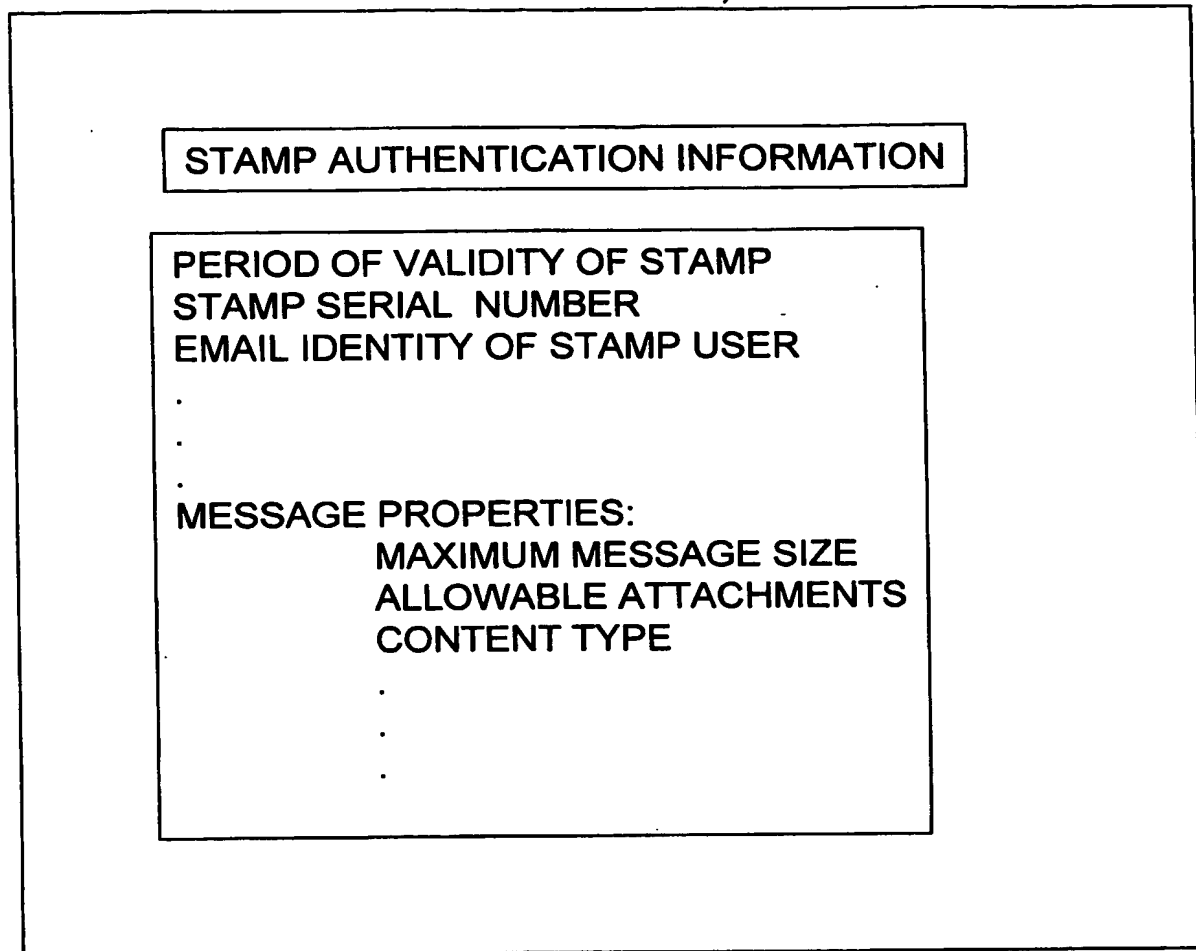 STAMP AUTHENTICATION INFORMATION
PERIOD OF VALIDITY OF STAMP
STAMP SERIAL NUMBER
EMAIL IDENTITY OF STAMP USER
.
.
.
MESSAGE PROPERTIES:
MAXIMUM MESSAGE SIZE
ALLOWABLE ATTACHMENTS
CONTENT TYPE
.
.
.